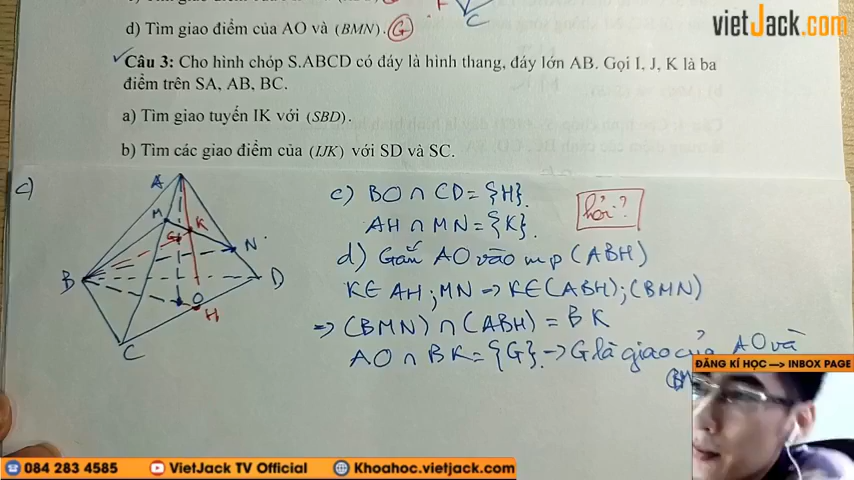 C
vietJack.com
d) Tìm giao điểm của AO và (BMN). G
Câu 3: Cho hình chóp S.ABCD có đáy là hình thang, đáy lớn AB. Gọi I, J, K là ba
điểm trên SA, AB, BC.
a) Tìm giao tuyến IK với (SBD).
b) Tìm các giao điểm của (IJK) với SD và SC.
c)
A
M
K
G
N
B
D
O
H
C
c) BO ∩ CD = {H}.
AH ∩ MN = {K}.
hỏi?
d) Gắn AO vào mp (ABH)
K∈ AH ; MN => K∈(ABH); (BMN)
=> (BMN) ∩ (ABH) = BK
AO ∩ BK = {G}. -> G là giao của AO và
(BM
ĐĂNG KÍ HỌC —> INBOX PAGE
084 283 4585 VietJack TV Official Khoahoc.vietjack.com